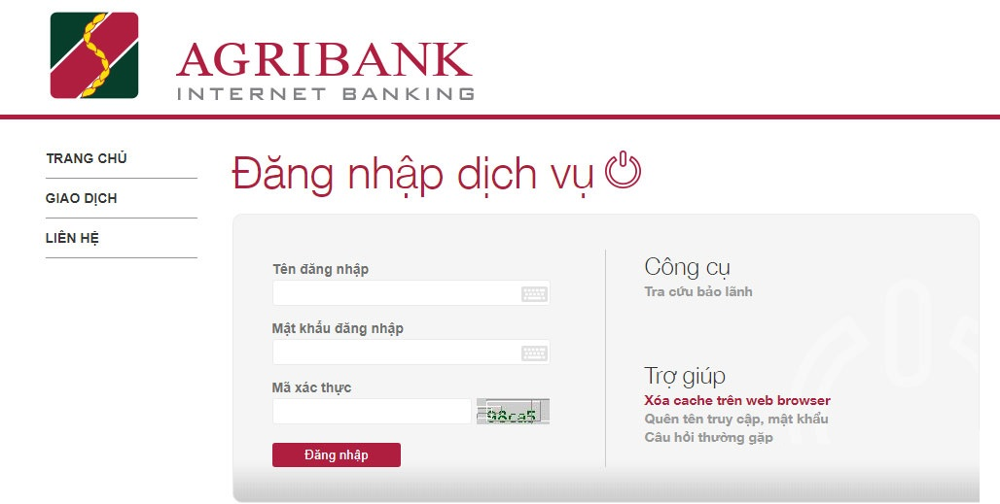 AGRIBANK
INTERNET BANKING
TRANG CHỦ
GIAO DỊCH
LIÊN HỆ
Đăng nhập dịch vụ
Tên đăng nhập
Mật khẩu đăng nhập
Mã xác thực
98ca5
Đăng nhập
Công cụ
Tra cứu bảo lãnh
Trợ giúp
Xóa cache trên web browser
Quên tên truy cập, mật khẩu
Câu hỏi thường gặp